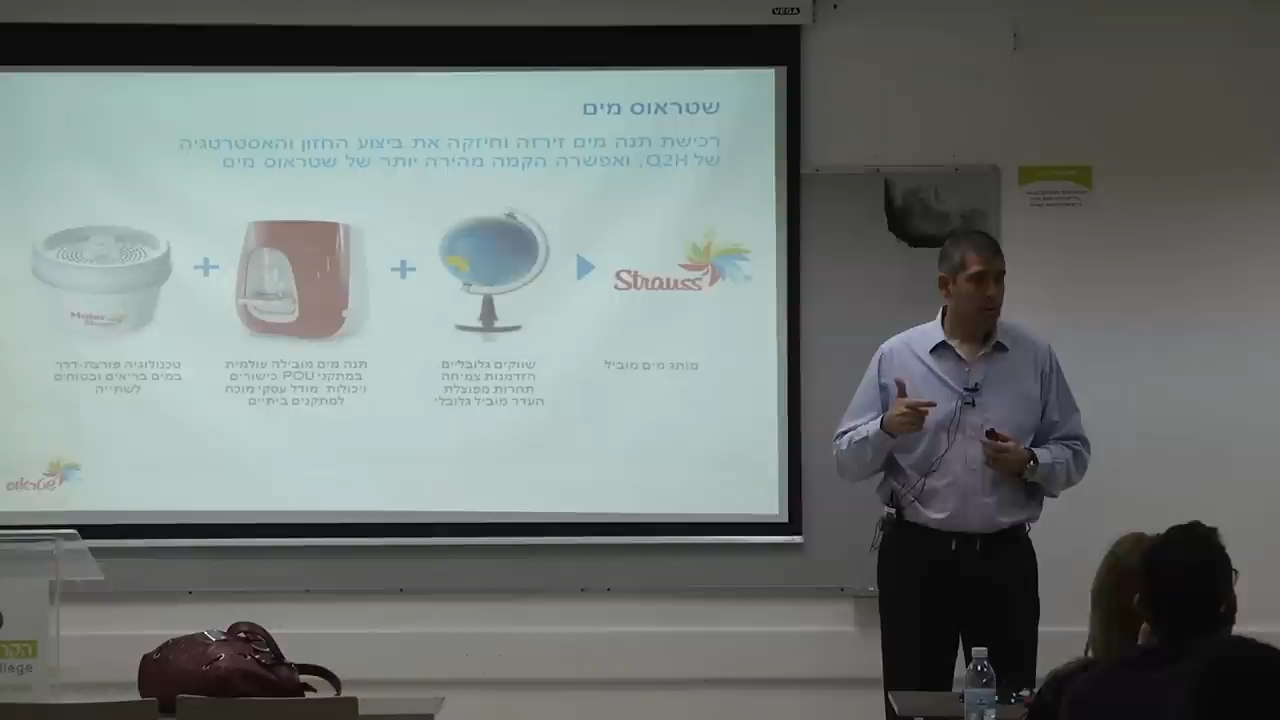 VEGA
שטראוס מים
רכישת תנה מים זירזה וחיזקה את ביצוע החזון והאסטרטגיה
של Q2H, ואפשרה הקמה מהירה יותר של שטראוס מים
Strauss
מותג מים מוביל
שווקים גלובליים
הזדמנות צמיחה
תחרות מפוצלת
העדר מוביל גלובלי
תנה מים מובילה עולמית
במתקני POU כישורים
ויכולות. מודל עסקי מוכח
למתקנים ביתיים
טכנולוגיה פורצת-דרך
במים בריאים ובטוחים
לשתייה
שטראוס